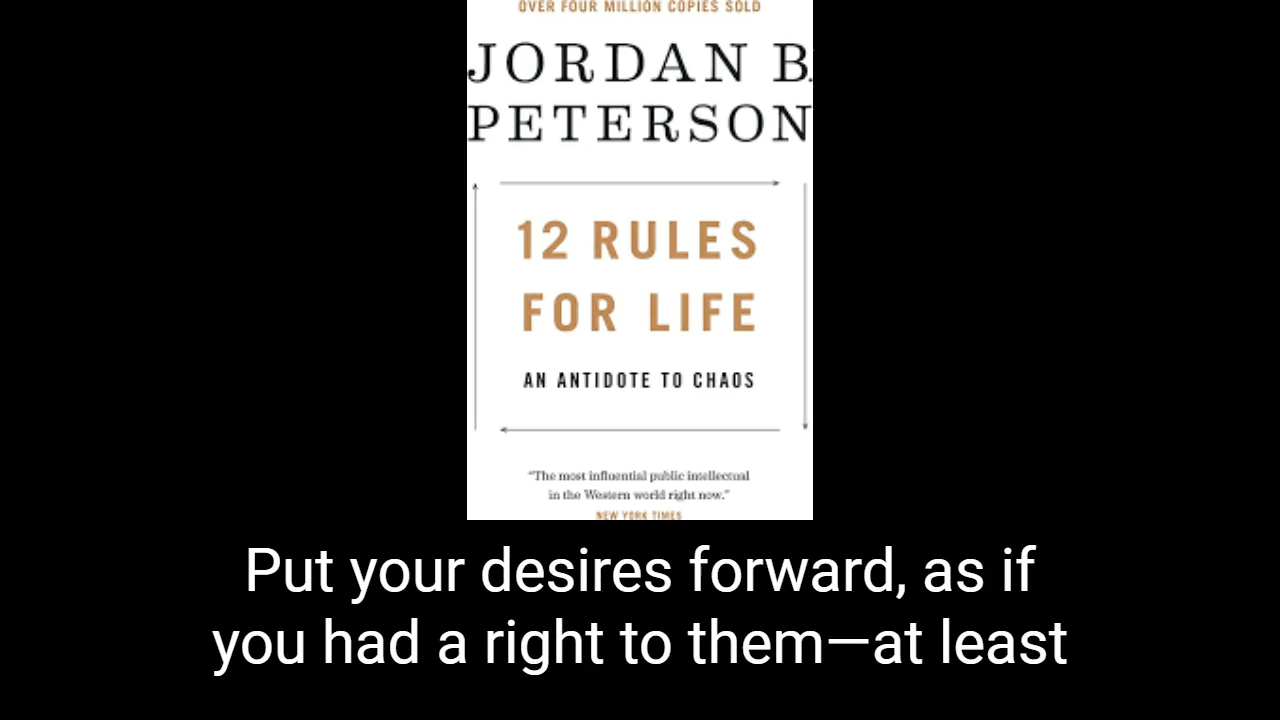 OVER FOUR MILLION COPIES SOLD
JORDAN B.
PETERSON
12 RULES
FOR LIFE
AN ANTIDOTE TO CHAOS
“The most influential public intellectual
in the Western world right now.”
NEW YORK TIMES
Put your desires forward, as if
you had a right to them—at least